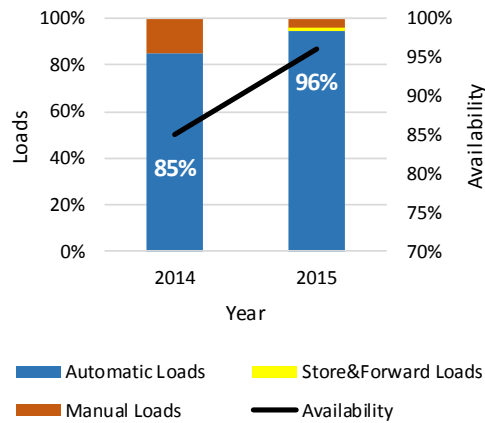 100%
80%
60%
40%
20%
0%
Loads
85%
96%
100%
95%
90%
85%
80%
75%
70%
Availability
2014
2015
Year
Automatic Loads
Store&Forward Loads
Manual Loads
Availability